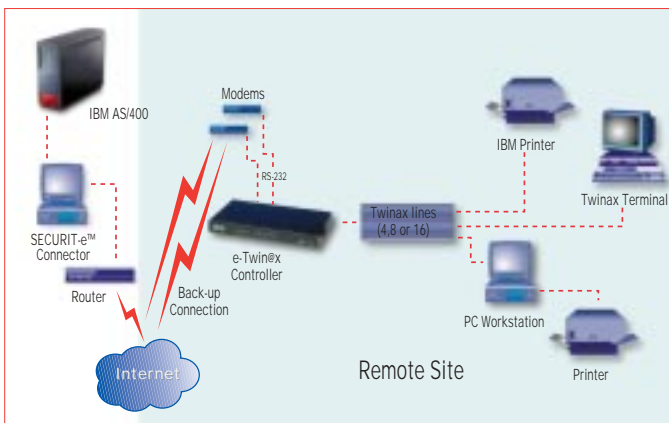 IBM AS/400
SECURIT-e™
Connector
Router
Internet
Modems
RS-232
e-Twin@x
Controller
Back-up
Connection
Twinax lines
(4,8 or 16)
IBM Printer
Twinax Terminal
PC Workstation
Printer
Remote Site